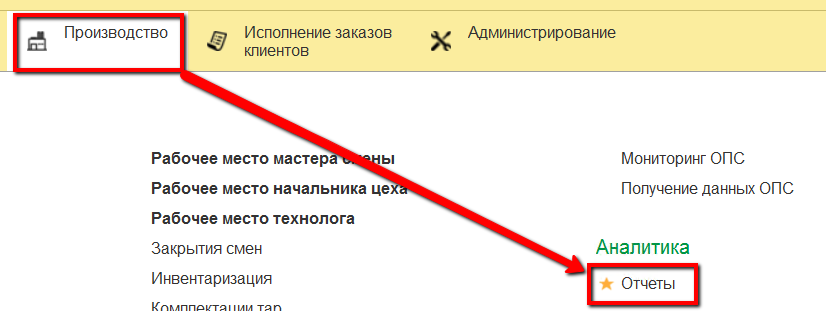 Производство
Исполнение заказов
клиентов
Администрирование
Рабочее место мастера смены
Рабочее место начальника цеха
Рабочее место технолога
Закрытия смен
Инвентаризация
Комплектации тар
Мониторинг ОПС
Получение данных ОПС
Аналитика
Отчеты